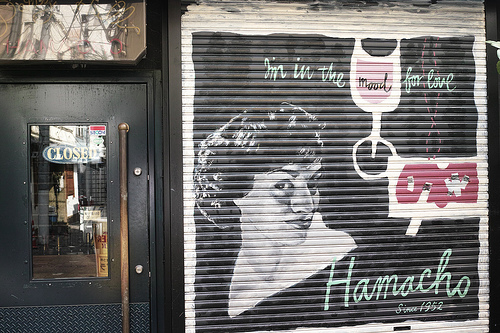 CLOSED
I'm in the mood for love
Hamacho
Since 1952